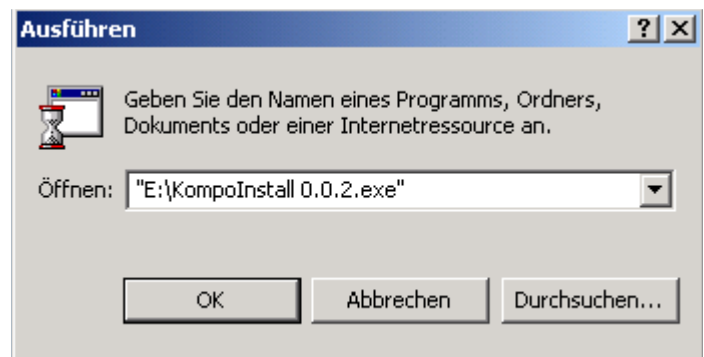 Ausführen
Geben Sie den Namen eines Programms, Ordners,
Dokuments oder einer Internetressource an.
Öffnen: "E:\KompoInstall 0.0.2.exe"
OK Abbrechen Durchsuchen...